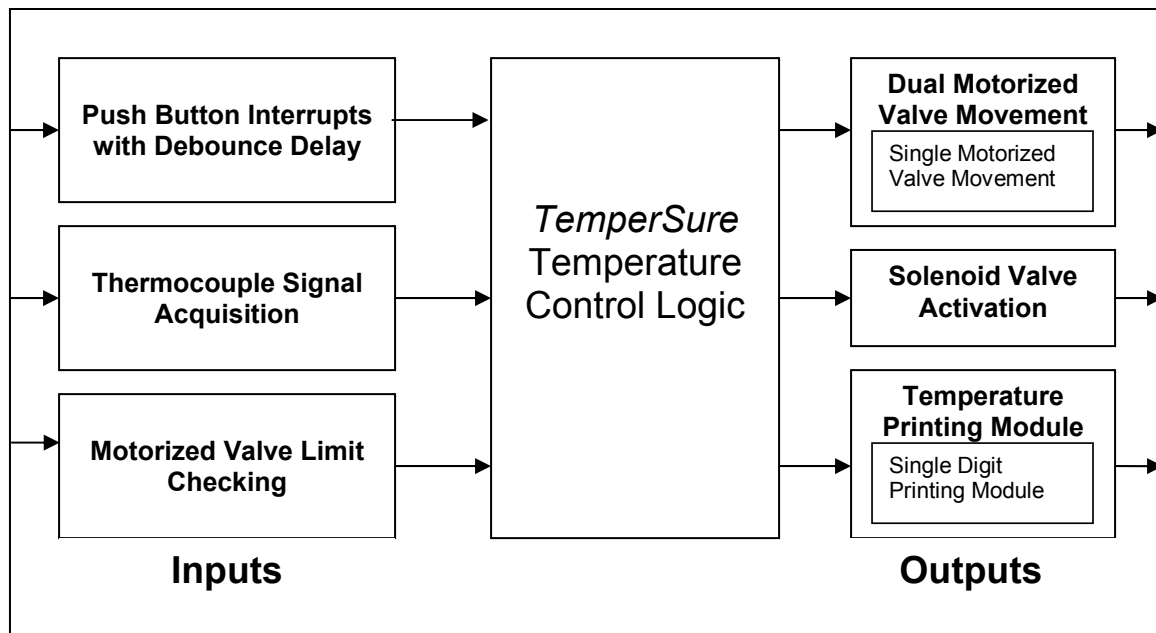 Push Button Interrupts
with Debounce Delay
Thermocouple Signal
Acquisition
Motorized Valve Limit
Checking
Inputs
TemperSure
Temperature
Control Logic
Dual Motorized
Valve Movement
Single Motorized
Valve Movement
Solenoid Valve
Activation
Temperature
Printing Module
Single Digit
Printing Module
Outputs